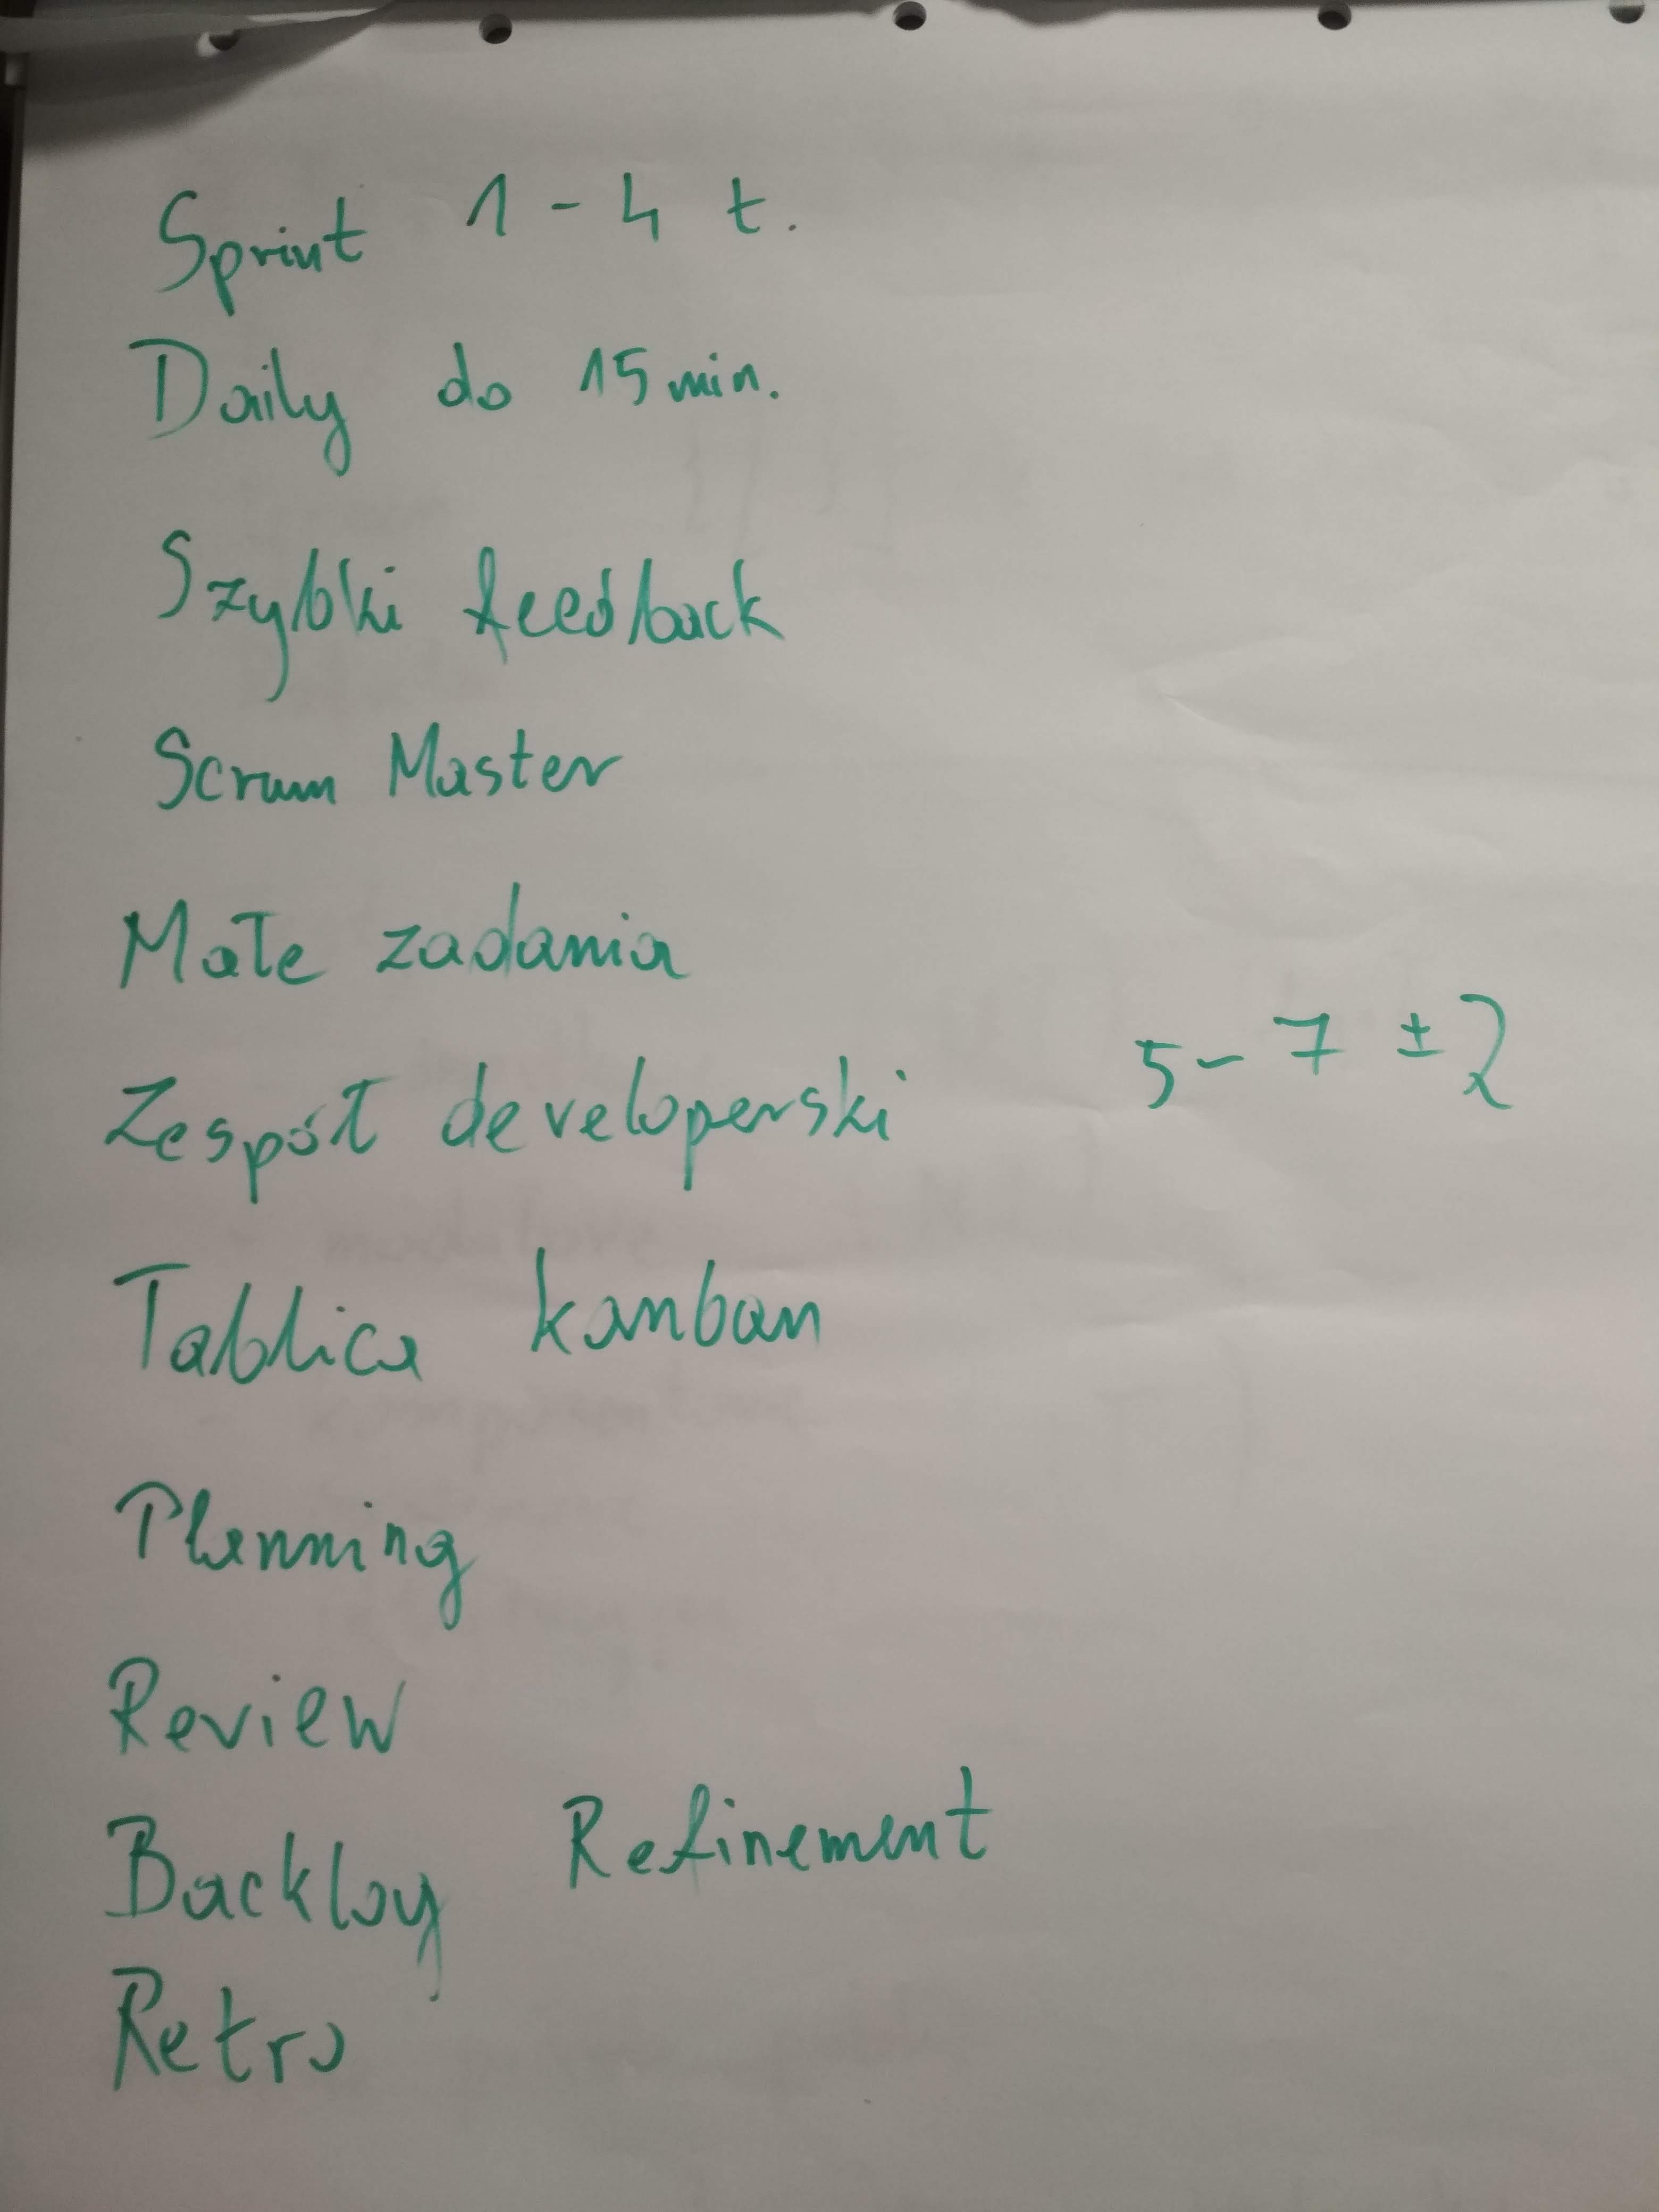 Sprint 1 - 4 t.
Daily do 15 min.
Szybki feedback
Scrum Master
Małe zadania
Zespół developerski 5 - 7 ± 2
Tablica kanban
Planning
Review
Backlog Refinement
Retro